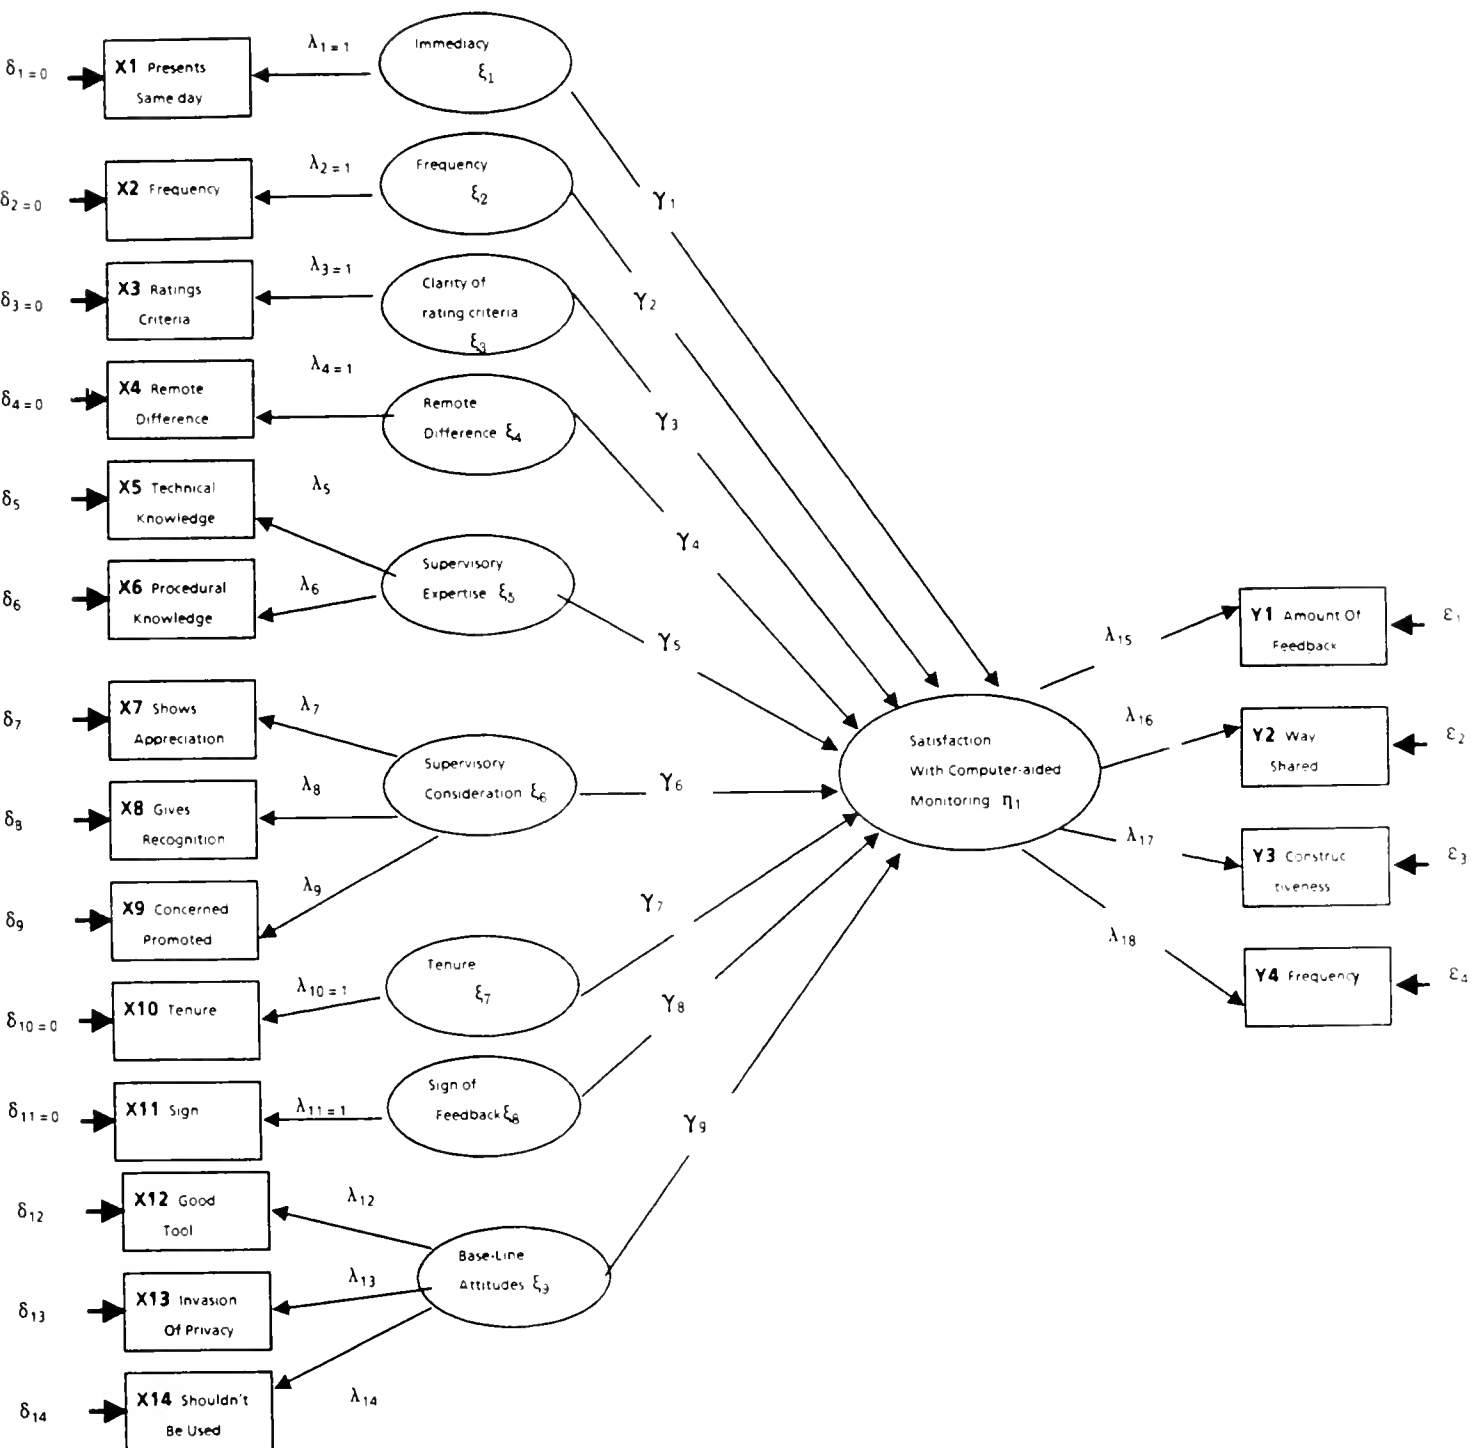 δ1=0
X1 Presents
Same day
λ1=1
Immediacy
ξ1
δ2=0
X2 Frequency
λ2=1
Frequency
ξ2
γ1
δ3=0
X3 Ratings
Criteria
λ3=1
Clarity of
rating criteria
ξ3
γ2
δ4=0
X4 Remote
Difference
λ4=1
Remote
Difference ξ4
γ3
δ5
X5 Technical
Knowledge
λ5
γ4
δ6
X6 Procedural
Knowledge
λ6
Supervisory
Expertise ξ5
γ5
δ7
X7 Shows
Appreciation
λ7
δ8
X8 Gives
Recognition
λ8
Supervisory
Consideration ξ6
γ6
δ9
X9 Concerned
Promoted
λ9
Satisfaction
With Computer-aided
Monitoring η1
λ15
Y1 Amount Of
Feedback
ε1
λ16
Y2 Way
Shared
ε2
λ17
Y3 Construc
tiveness
ε3
λ18
Y4 Frequency
ε4
δ10=0
X10 Tenure
λ10=1
Tenure
ξ7
γ7
δ11=0
X11 Sign
λ11=1
Sign of
Feedback ξ8
γ8
δ12
X12 Good
Tool
λ12
γ9
δ13
X13 Invasion
Of Privacy
λ13
Base-Line
Attitudes ξ9
δ14
X14 Shouldn't
Be Used
λ14